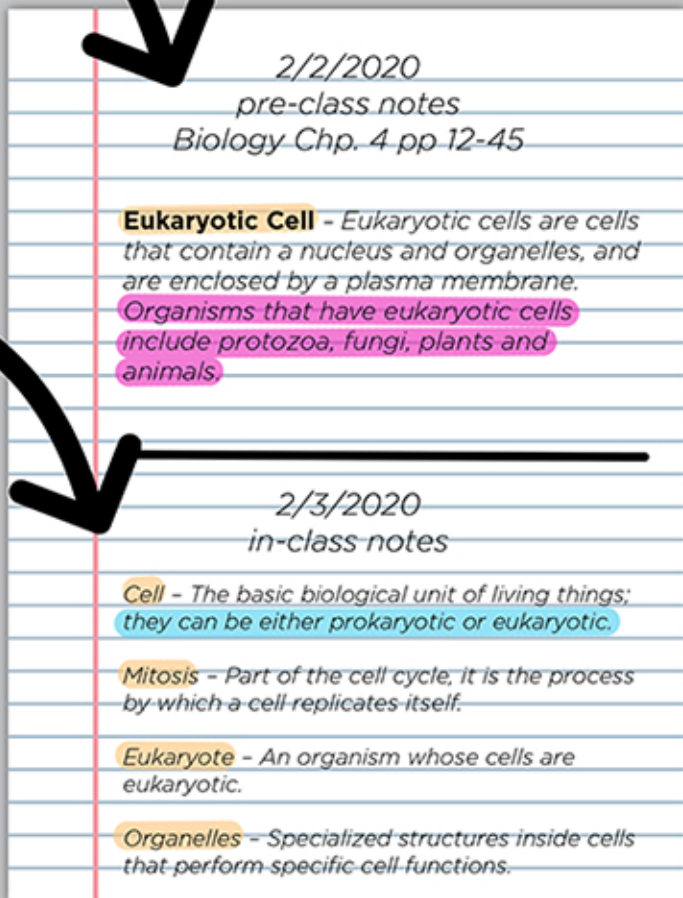 2/2/2020
pre-class notes
Biology Chp. 4 pp 12-45
Eukaryotic Cell – Eukaryotic cells are cells
that contain a nucleus and organelles, and
are enclosed by a plasma membrane.
Organisms that have eukaryotic cells
include protozoa, fungi, plants and
animals.
2/3/2020
in-class notes
Cell – The basic biological unit of living things;
they can be either prokaryotic or eukaryotic.
Mitosis – Part of the cell cycle, it is the process
by which a cell replicates itself.
Eukaryote – An organism whose cells are
eukaryotic.
Organelles – Specialized structures inside cells
that perform specific cell functions.